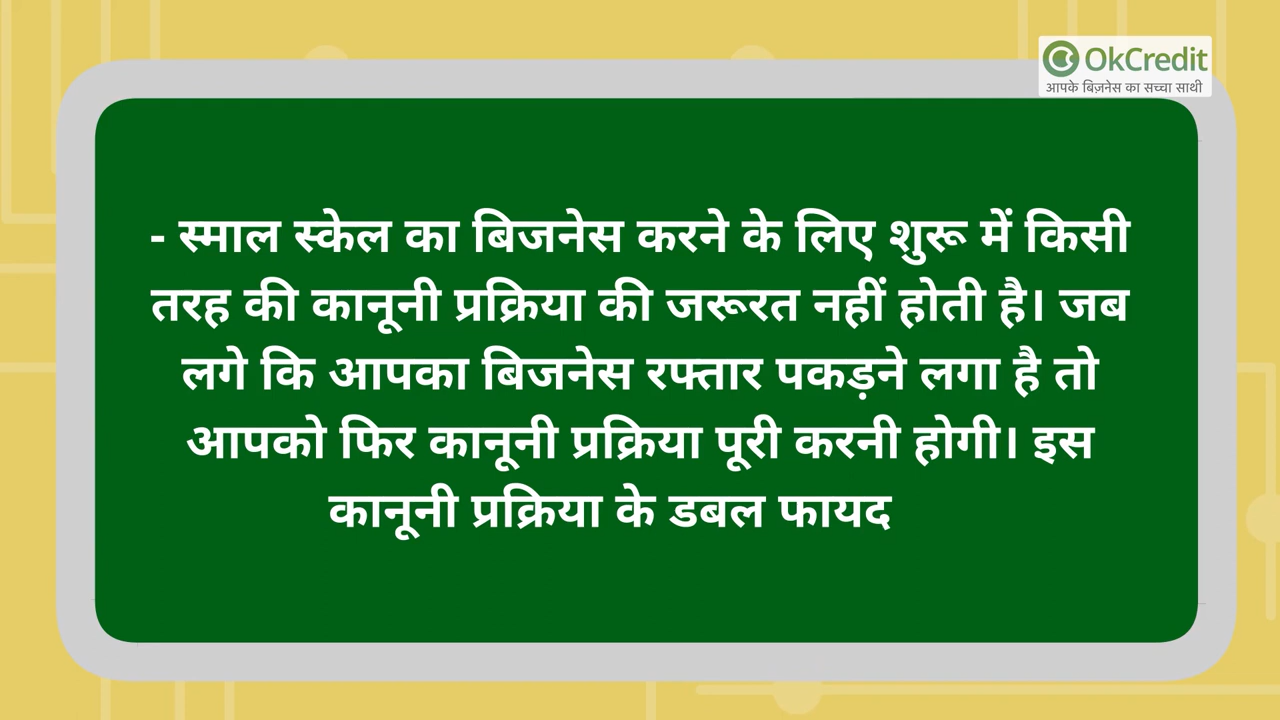 OkCredit
आपके बिज़नेस का सच्चा साथी
- स्माल स्केल का बिजनेस करने के लिए शुरू में किसी
तरह की कानूनी प्रक्रिया की जरूरत नहीं होती है। जब
लगे कि आपका बिजनेस रफ्तार पकड़ने लगा है तो
आपको फिर कानूनी प्रक्रिया पूरी करनी होगी। इस
कानूनी प्रक्रिया के डबल फायद